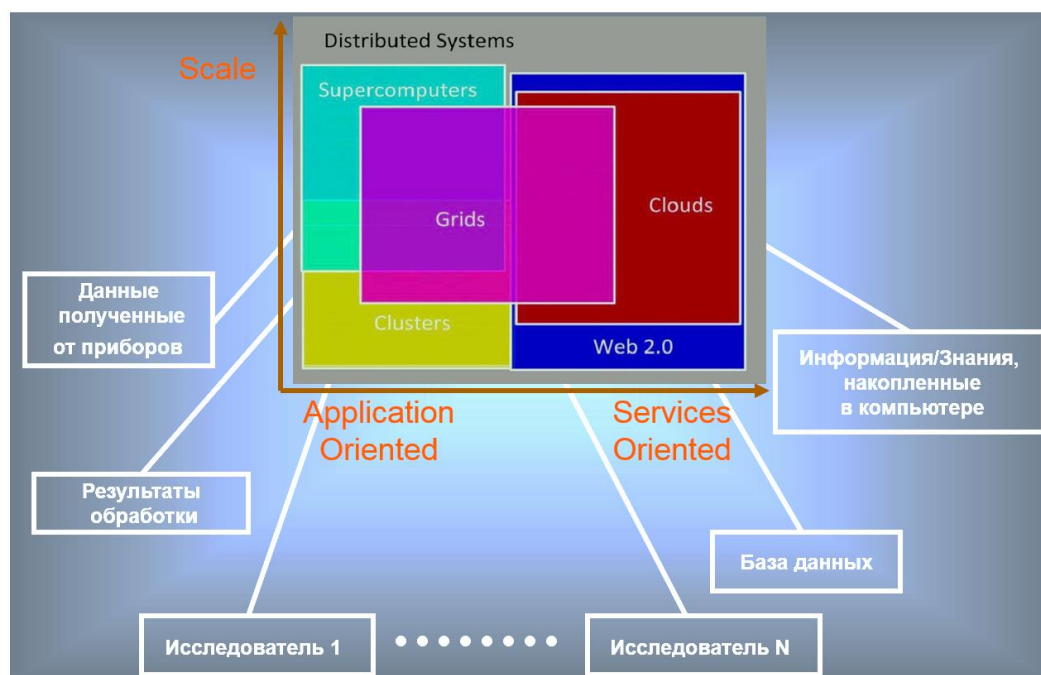 Distributed Systems
Scale
Supercomputers
Grids
Clouds
Clusters
Web 2.0
Application
Oriented
Services
Oriented
Данные
полученные
от приборов
Информация/Знания,
накопленные
в компьютере
Результаты
обработки
База данных
Исследователь 1
Исследователь N